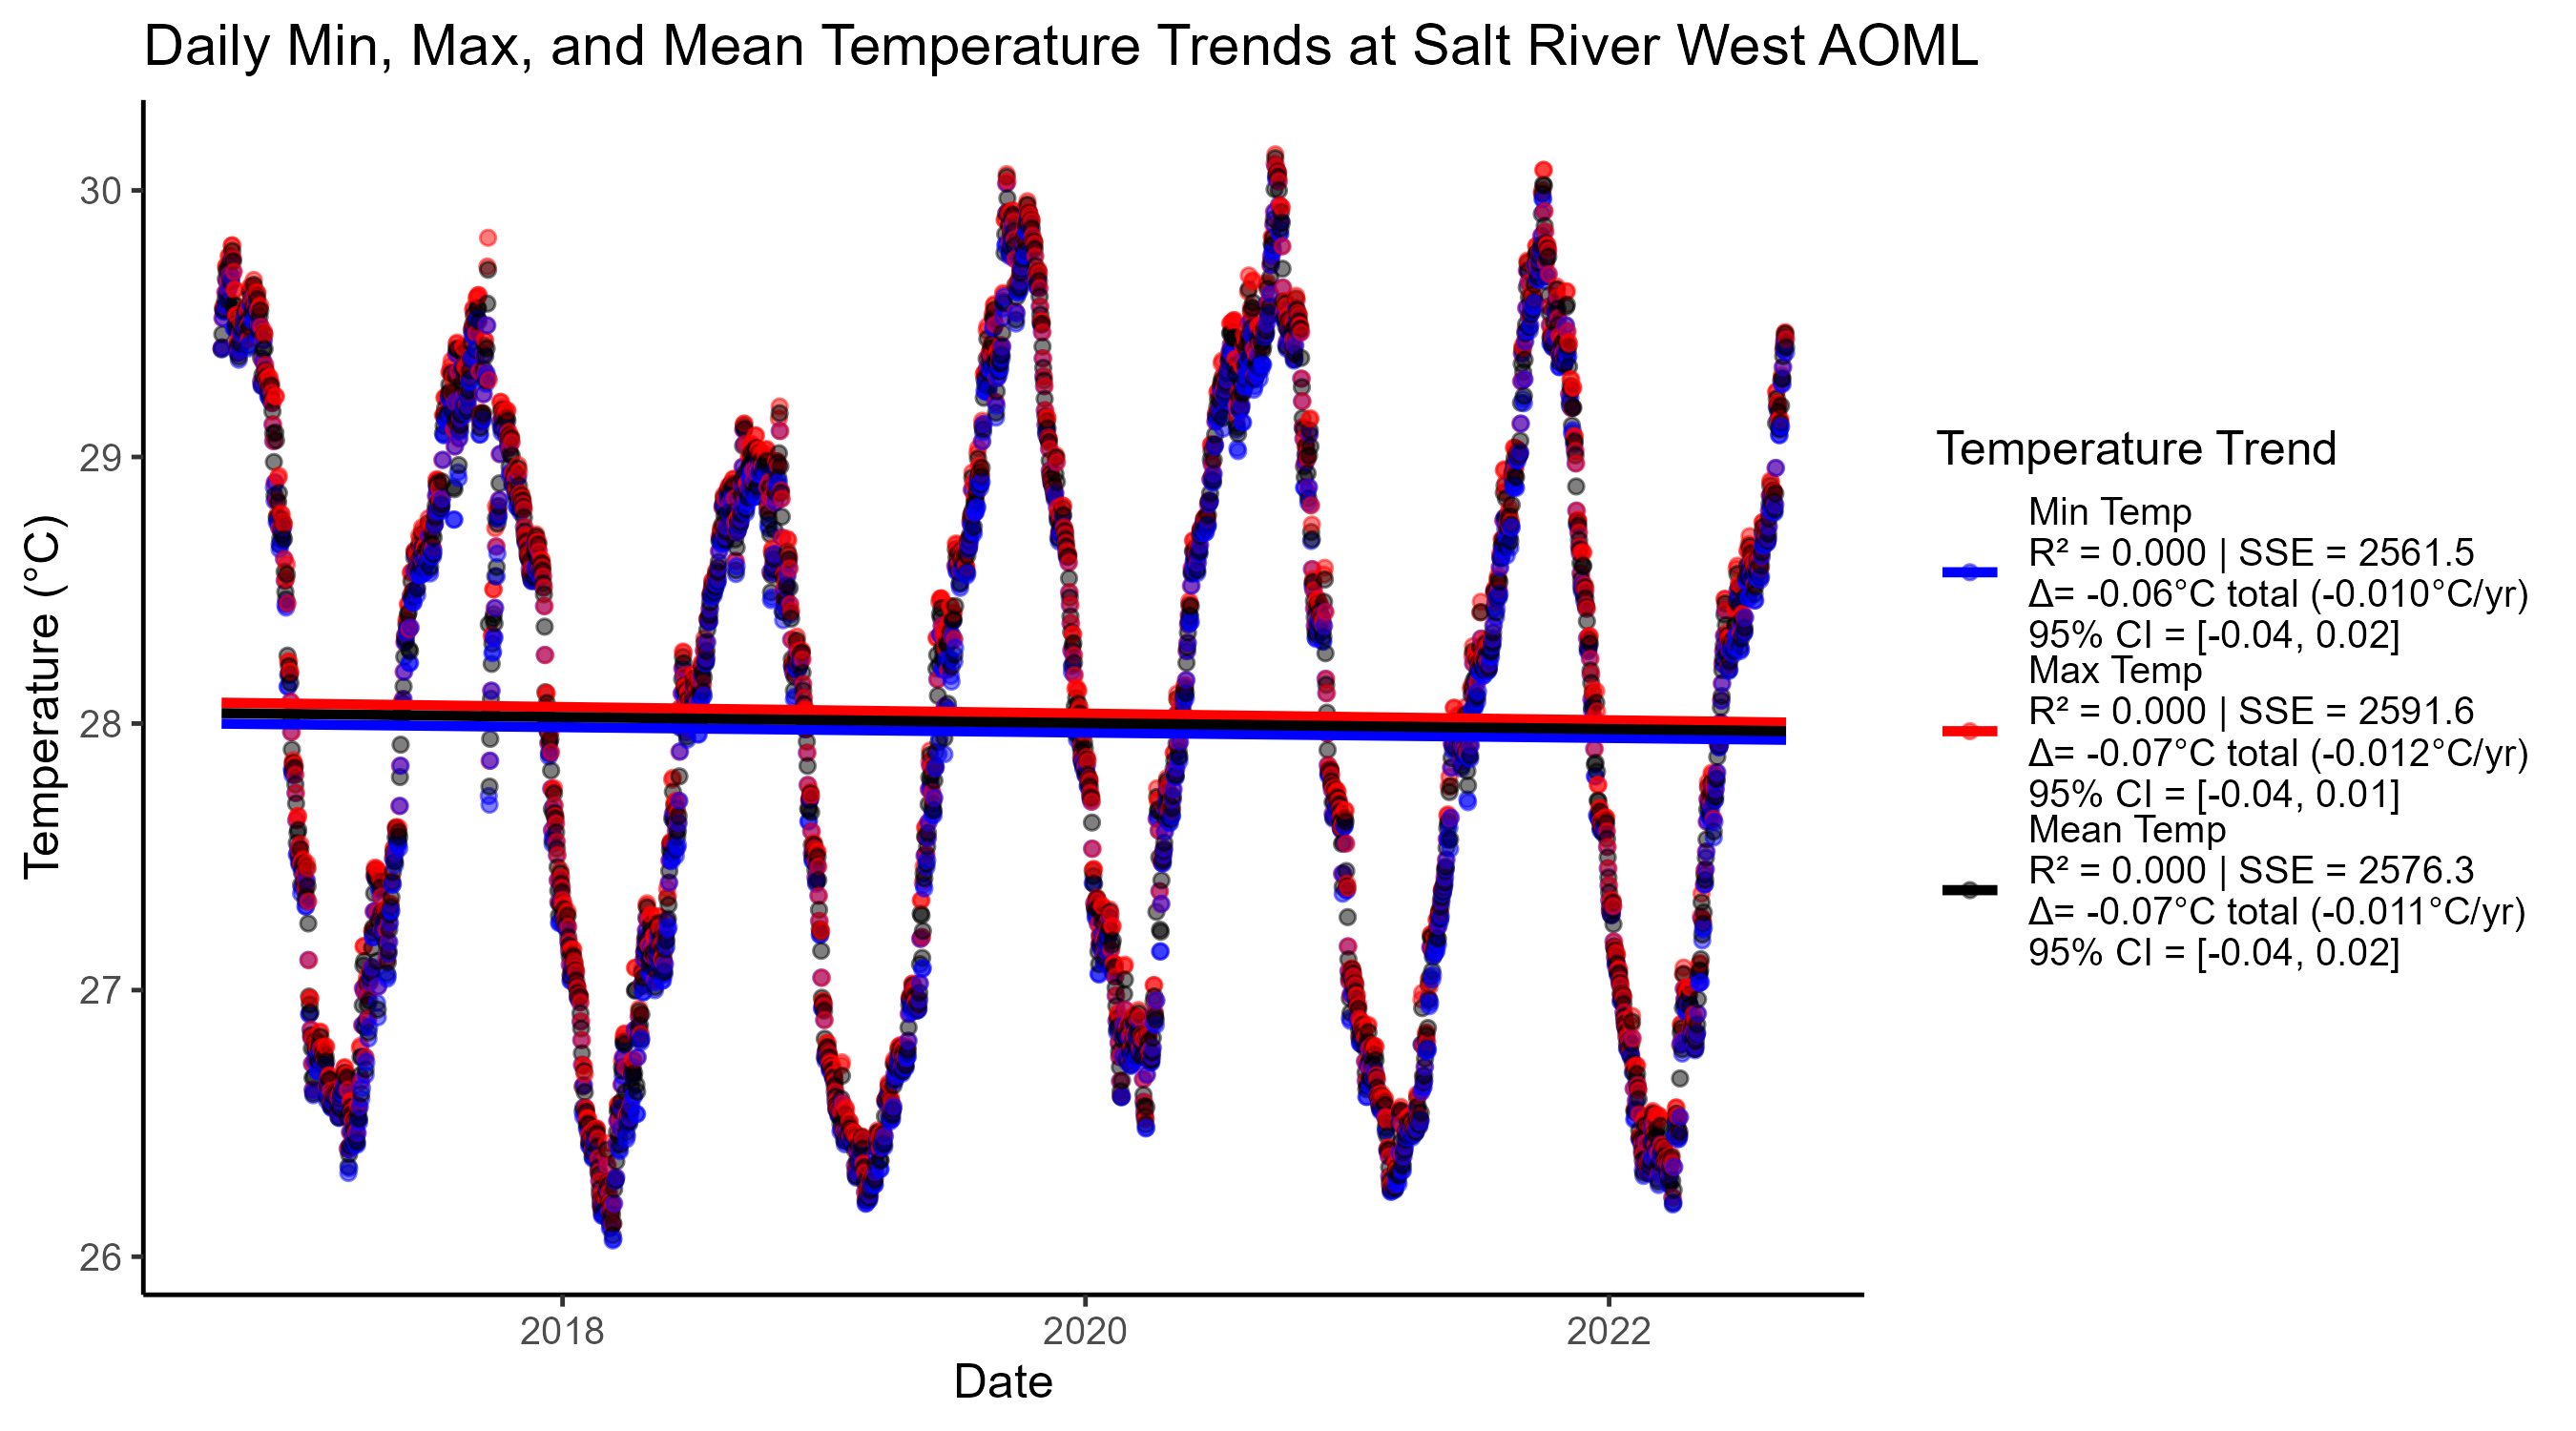 Daily Min, Max, and Mean Temperature Trends at Salt River West AOML
Temperature (°C)
30
29
28
27
26
2018
2020
2022
Date
Temperature Trend
Min Temp
R² = 0.000 | SSE = 2561.5
Δ= -0.06°C total (-0.010°C/yr)
95% CI = [-0.04, 0.02]
Max Temp
R² = 0.000 | SSE = 2591.6
Δ= -0.07°C total (-0.012°C/yr)
95% CI = [-0.04, 0.01]
Mean Temp
R² = 0.000 | SSE = 2576.3
Δ= -0.07°C total (-0.011°C/yr)
95% CI = [-0.04, 0.02]